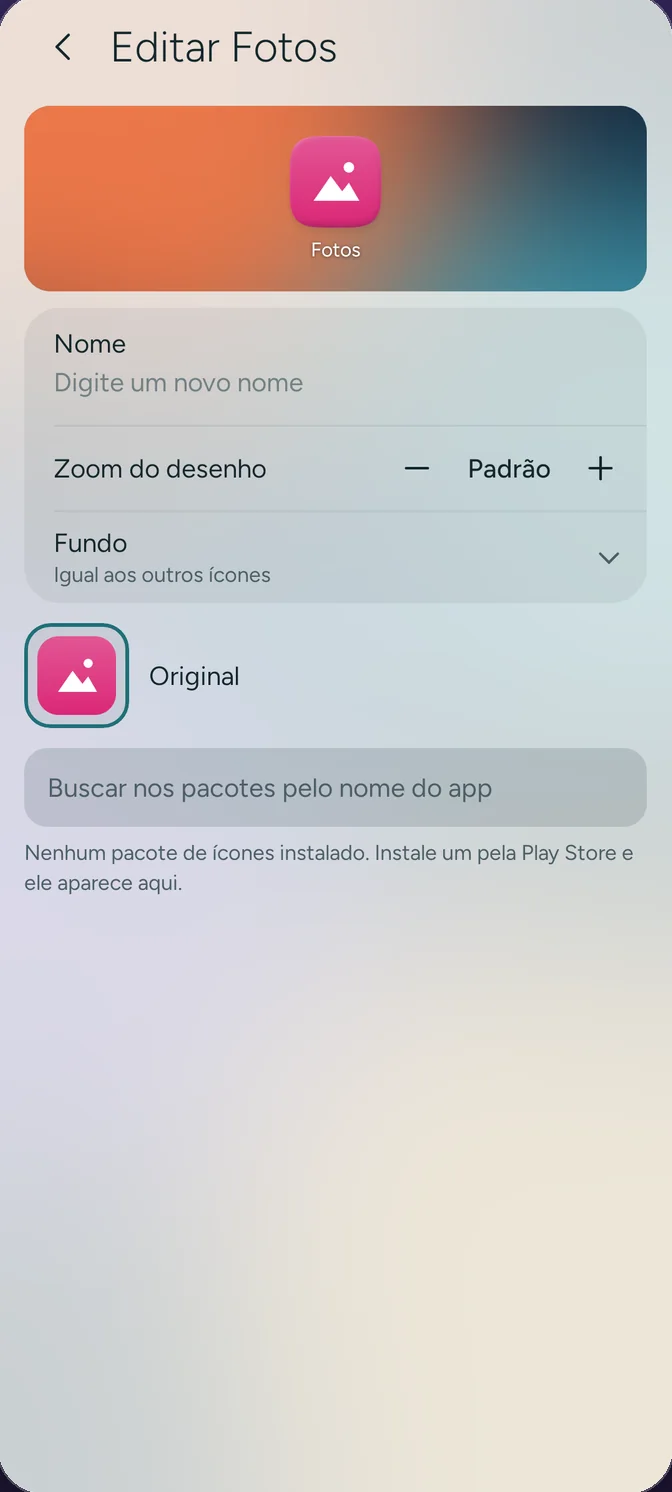 Editar Fotos
Fotos
Nome
Digite um novo nome
Zoom do desenho
Padrão
Fundo
Igual aos outros ícones
Original
Buscar nos pacotes pelo nome do app
Nenhum pacote de ícones instalado. Instale um pela Play Store e
ele aparece aqui.